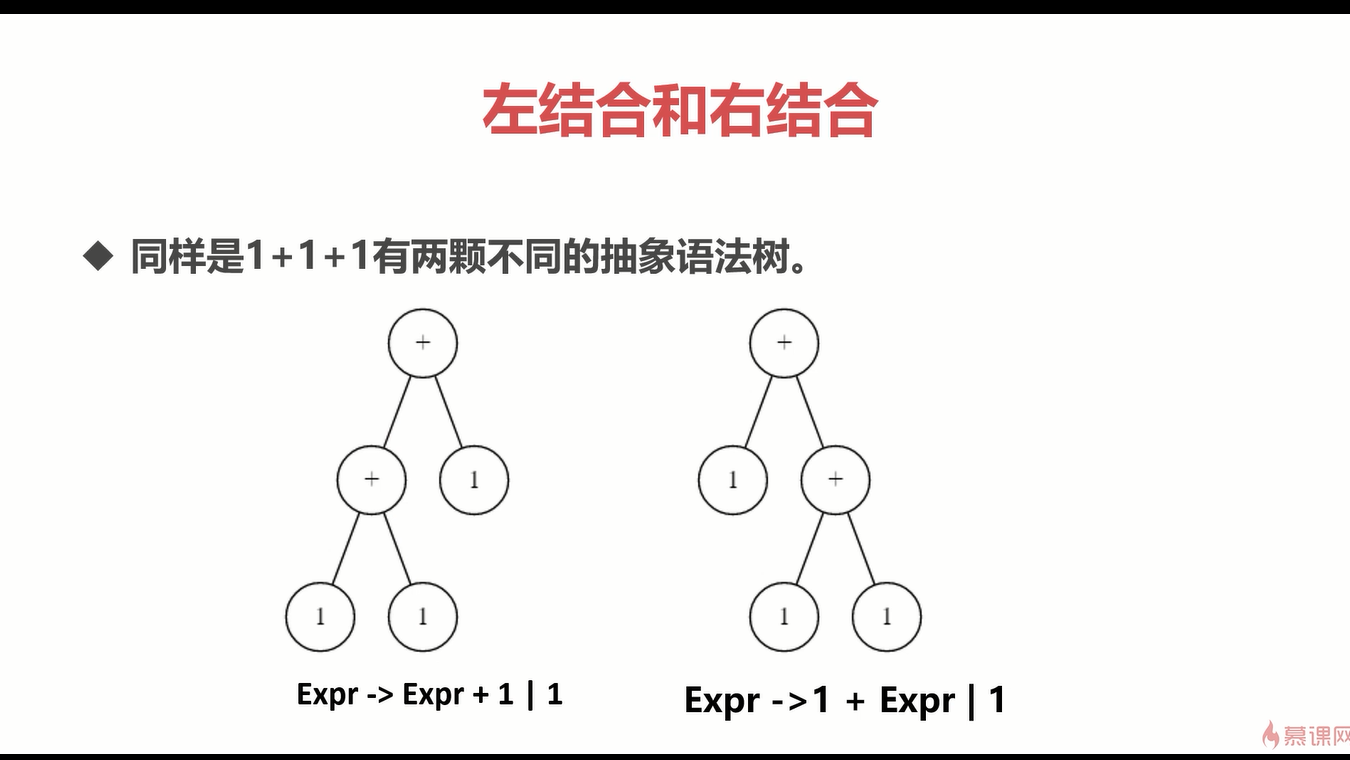 左结合和右结合
◆ 同样是1+1+1有两颗不同的抽象语法树。
+ +
+ 1 1 +
1 1 1 1
Expr -> Expr + 1 | 1
Expr ->1 + Expr | 1
慕课网